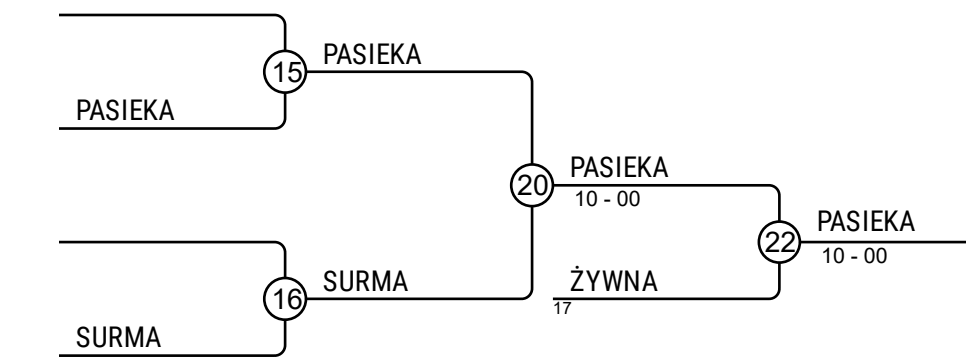 PASIEKA
15
PASIEKA
PASIEKA
20
10 - 00
PASIEKA
22
10 - 00
SURMA
16
ŻYWNA
17
SURMA